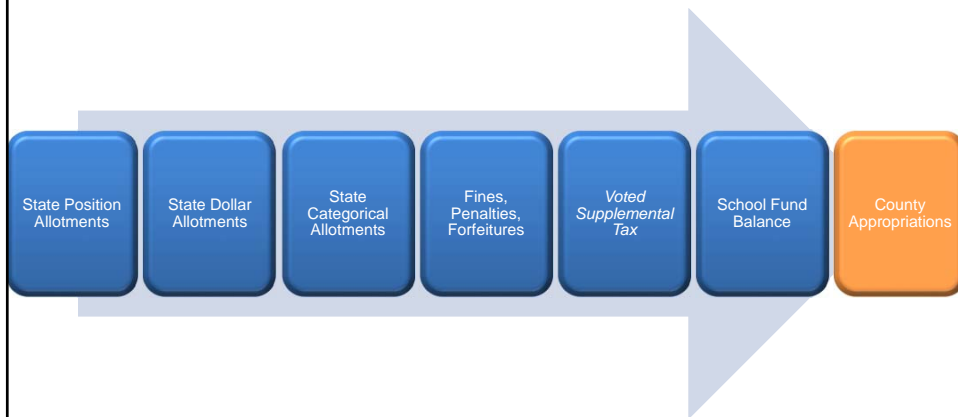 State Position
Allotments
State Dollar
Allotments
State
Categorical
Allotments
Fines,
Penalties,
Forfeitures
Voted
Supplemental
Tax
School Fund
Balance
County
Appropriations